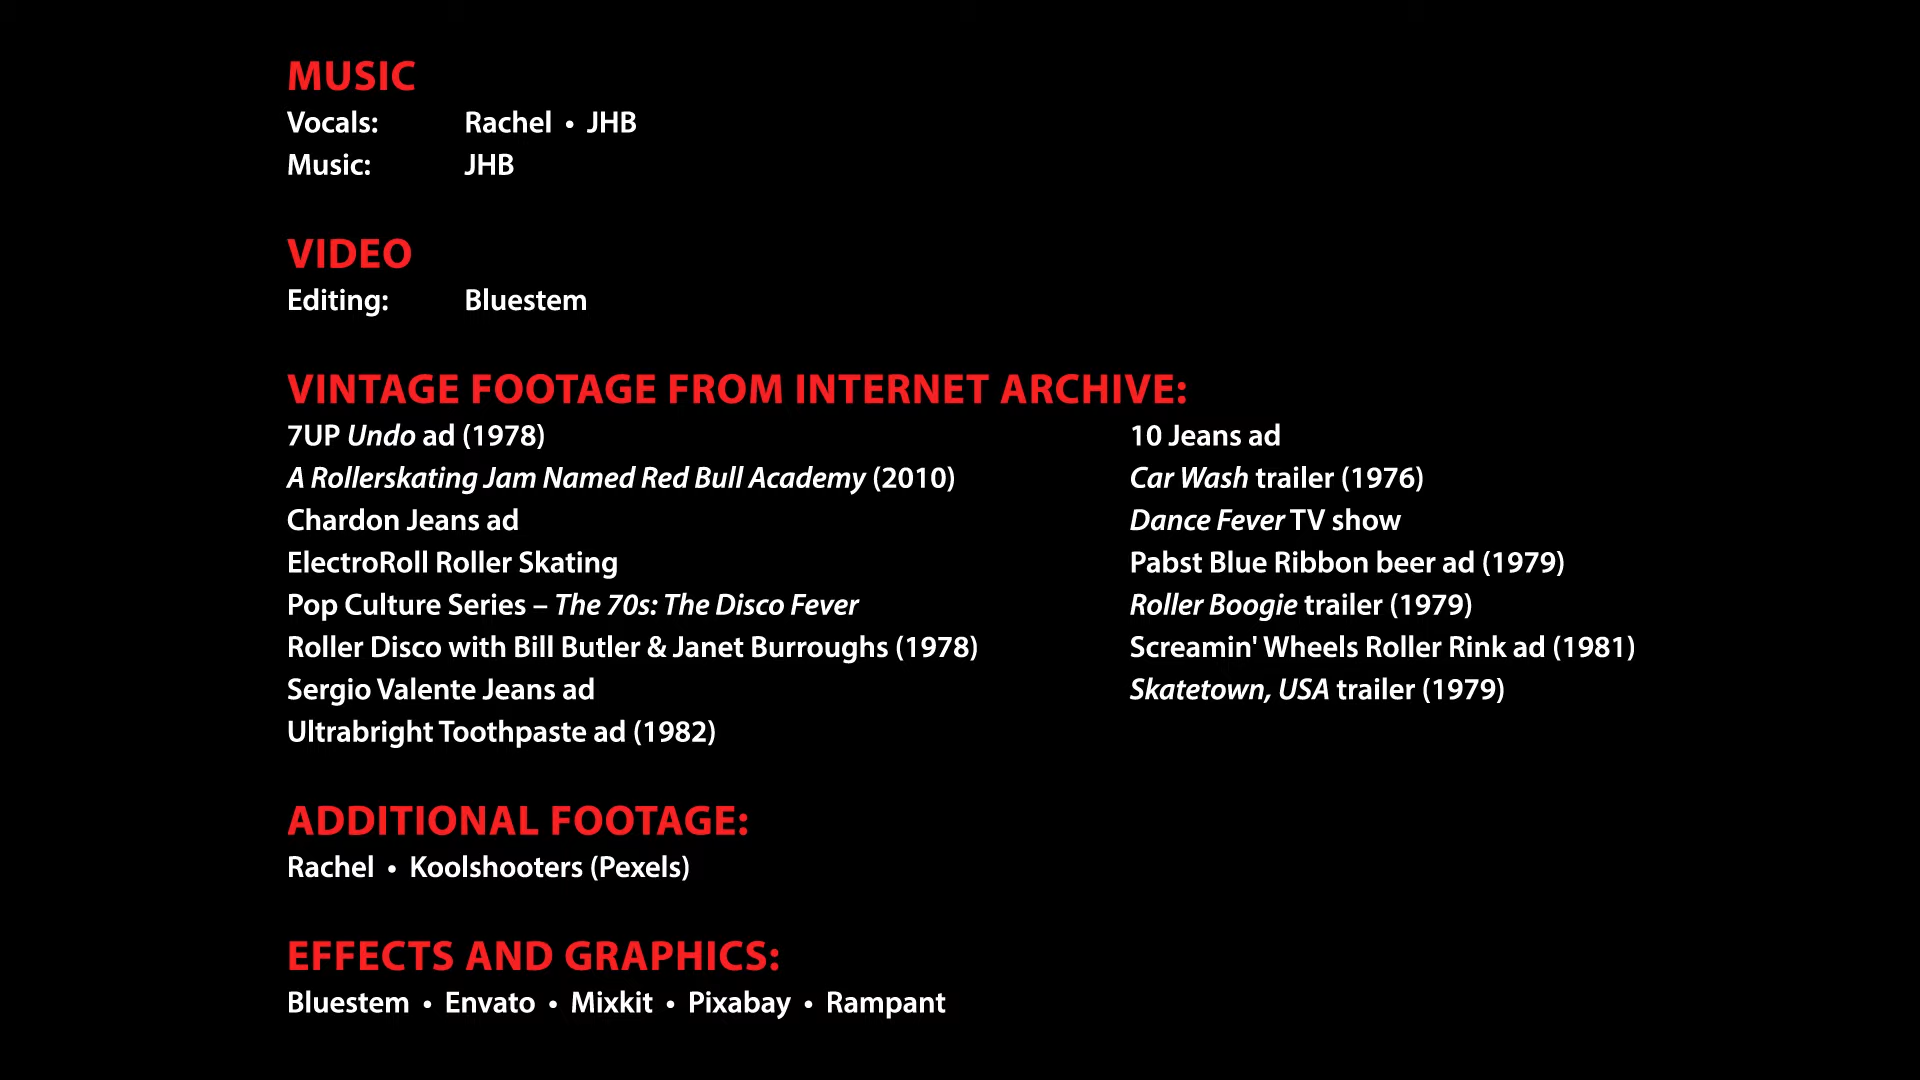 MUSIC
Vocals: Rachel • JHB
Music: JHB
VIDEO
Editing: Bluestem
VINTAGE FOOTAGE FROM INTERNET ARCHIVE:
7UP Undo ad (1978)
A Rollerskating Jam Named Red Bull Academy (2010)
Chardon Jeans ad
ElectroRoll Roller Skating
Pop Culture Series – The 70s: The Disco Fever
Roller Disco with Bill Butler & Janet Burroughs (1978)
Sergio Valente Jeans ad
Ultrabright Toothpaste ad (1982)
10 Jeans ad
Car Wash trailer (1976)
Dance Fever TV show
Pabst Blue Ribbon beer ad (1979)
Roller Boogie trailer (1979)
Screamin' Wheels Roller Rink ad (1981)
Skatetown, USA trailer (1979)
ADDITIONAL FOOTAGE:
Rachel • Koolshooters (Pexels)
EFFECTS AND GRAPHICS:
Bluestem • Envato • Mixkit • Pixabay • Rampant